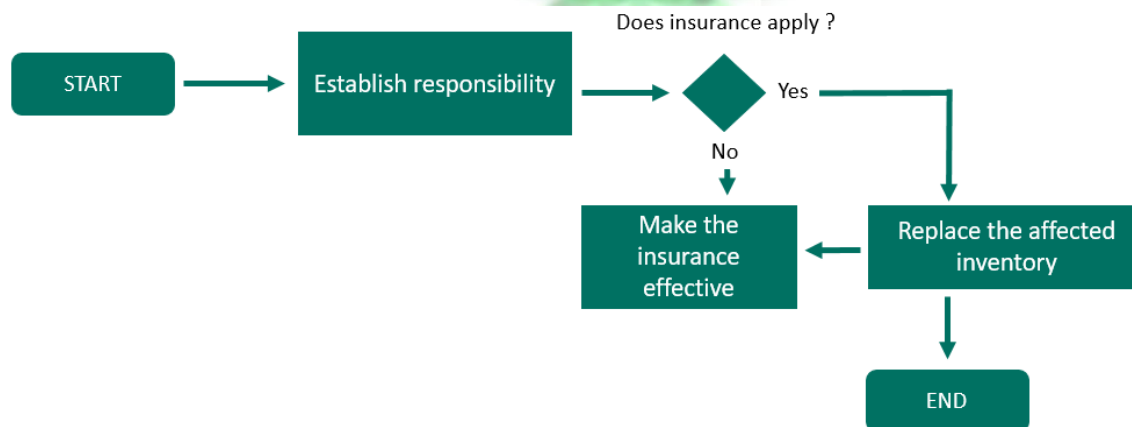 Does insurance apply ?
START
Establish responsibility
Yes
No
Make the
insurance
effective
Replace the affected
inventory
END